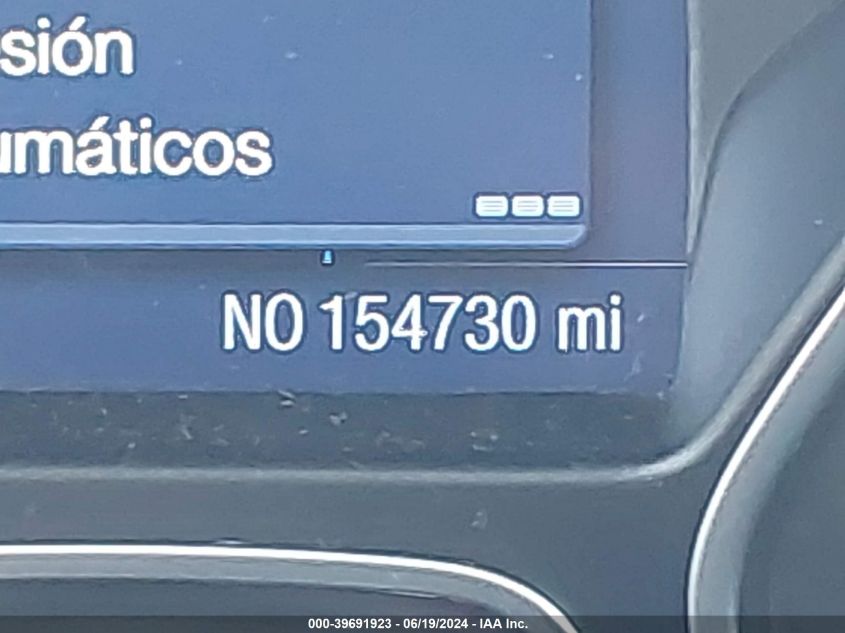 sión
umáticos
NO 154730 mi
000-39691923 - 06/19/2024 - IAA Inc.